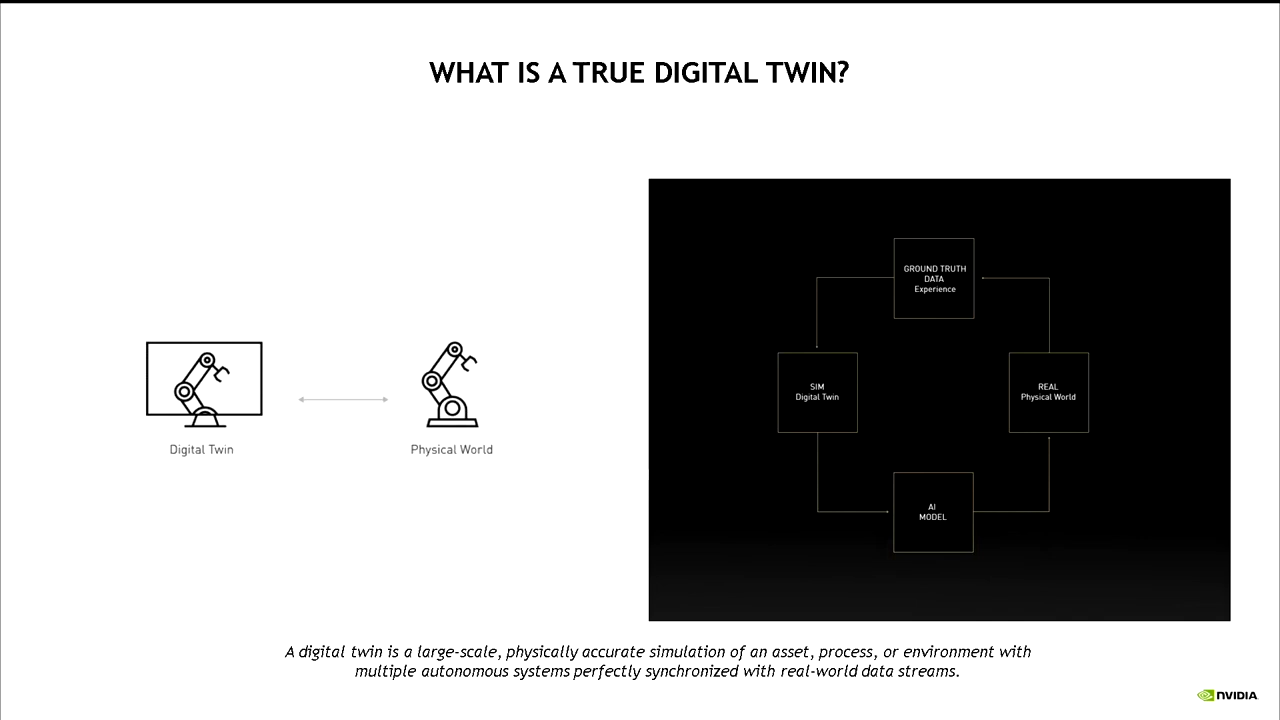 WHAT IS A TRUE DIGITAL TWIN?
Digital Twin
Physical World
GROUND TRUTH
DATA
Experience
SIM
Digital Twin
REAL
Physical World
AI
MODEL
A digital twin is a large-scale, physically accurate simulation of an asset, process, or environment with
multiple autonomous systems perfectly synchronized with real-world data streams.
NVIDIA